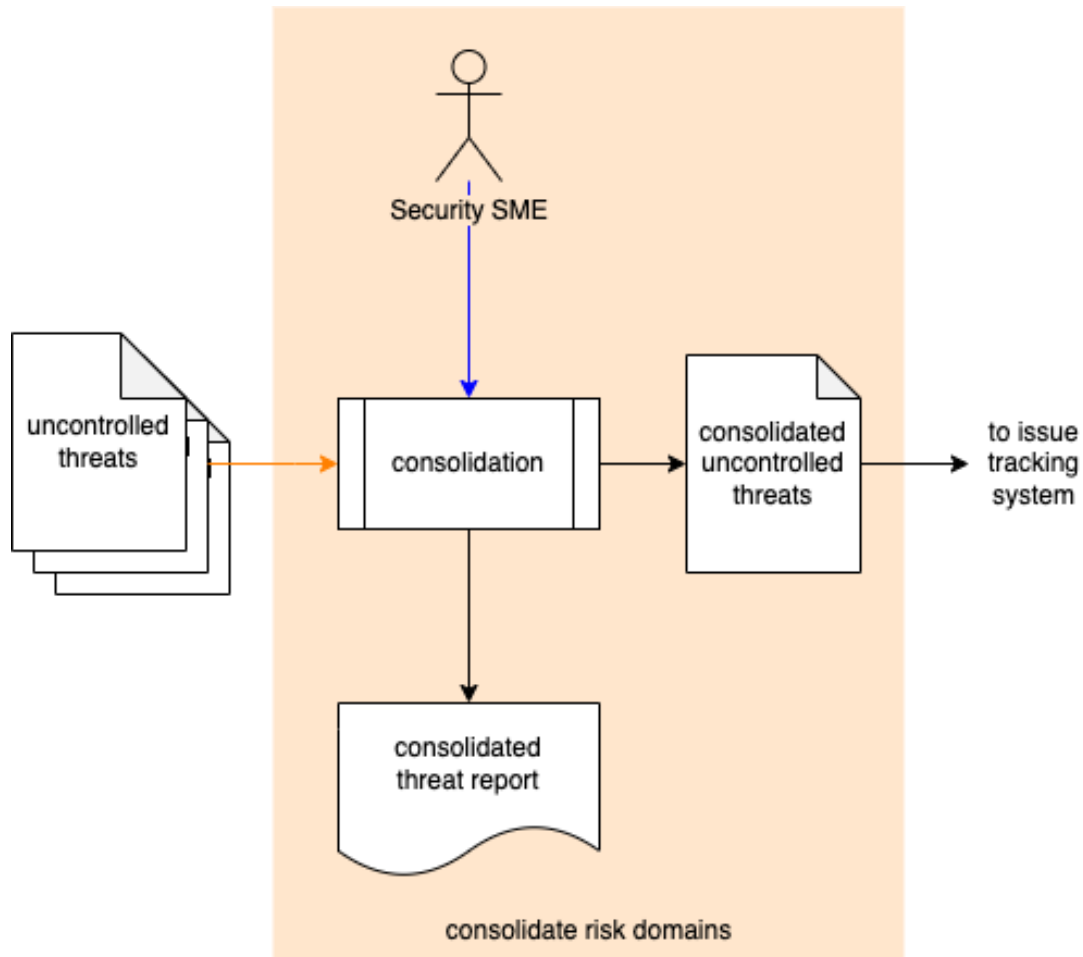 Security SME
uncontrolled
threats
consolidation
consolidated
uncontrolled
threats
to issue
tracking
system
consolidated
threat report
consolidate risk domains